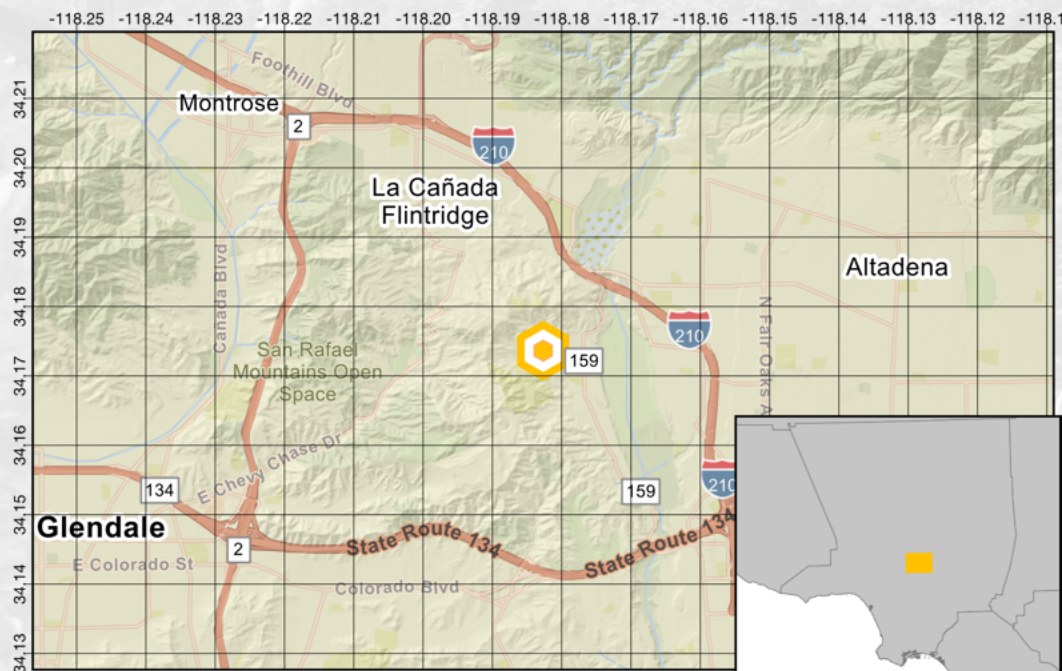 -118.25 -118.24 -118.23 -118.22 -118.21 -118.20 -118.19 -118.18 -118.17 -118.16 -118.15 -118.14 -118.13 -118.12
34,21
34,20
34,19
34,18
34,17
34,16
34,15
34,14
34,13
Foothill Blvd
Montrose
2
210
La Cañada
Flintridge
Canada Blvd
Altadena
N Fair Oaks A
210
San Rafael
Mountains Open
Space
159
E Chevy Chase Dr
134
159
210
Glendale
2
State Route 134
State Route 134
E Colorado St
Colorado Blvd